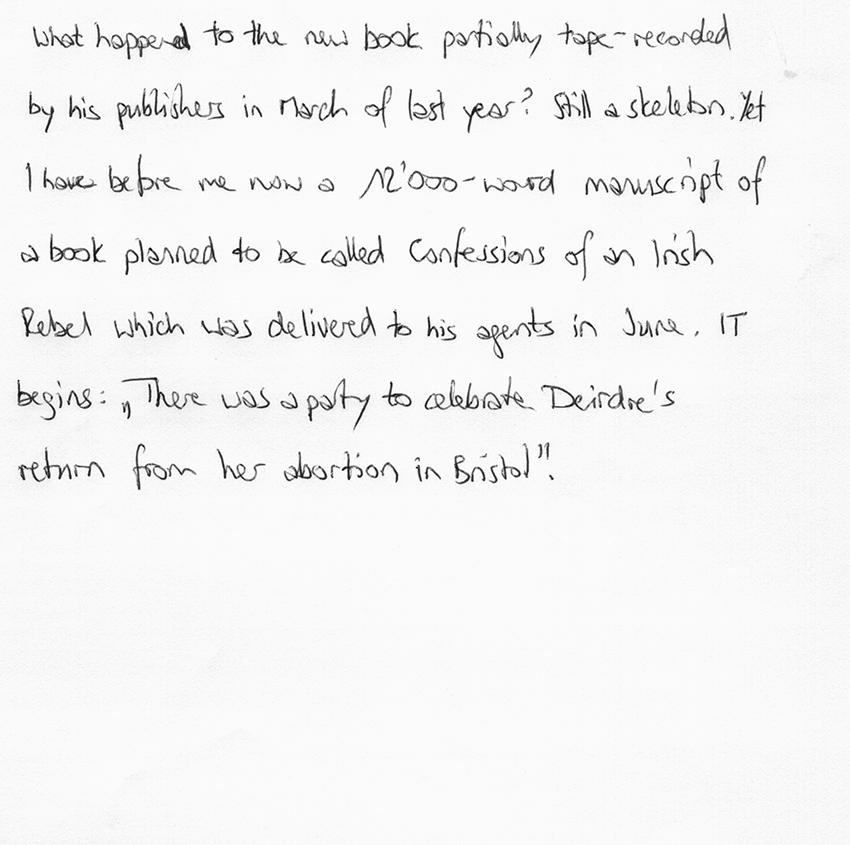 What happened to the new book partially tape-recorded
by his publishers in March of last year? Still a skeleton. Yet
I have before me now a 12'000-word manuscript of
a book planned to be called Confessions of an Irish
Rebel which was delivered to his agents in June. IT
begins: „There was a party to celebrate Deirdre's
return from her abortion in Bristol".